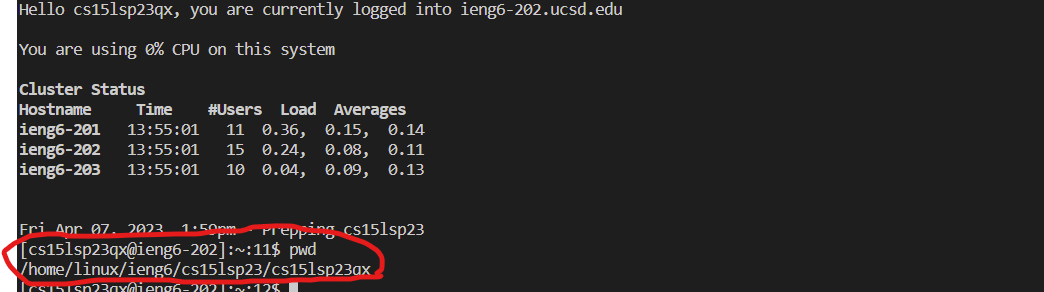 Hello cs15lsp23qx, you are currently logged into ieng6-202.ucsd.edu
You are using 0% CPU on this system
Cluster Status
Hostname     Time    #Users  Load  Averages
ieng6-201   13:55:01   11  0.36,  0.15,  0.14
ieng6-202   13:55:01   15  0.24,  0.08,  0.11
ieng6-203   13:55:01   10  0.04,  0.09,  0.13
Fri Apr 07, 2023  1:59pm - Prepping cs15lsp23
[cs15lsp23qx@ieng6-202]:~:11$ pwd
/home/linux/ieng6/cs15lsp23/cs15lsp23qx
[cs15lsp23qx@ieng6-202]:~:12$